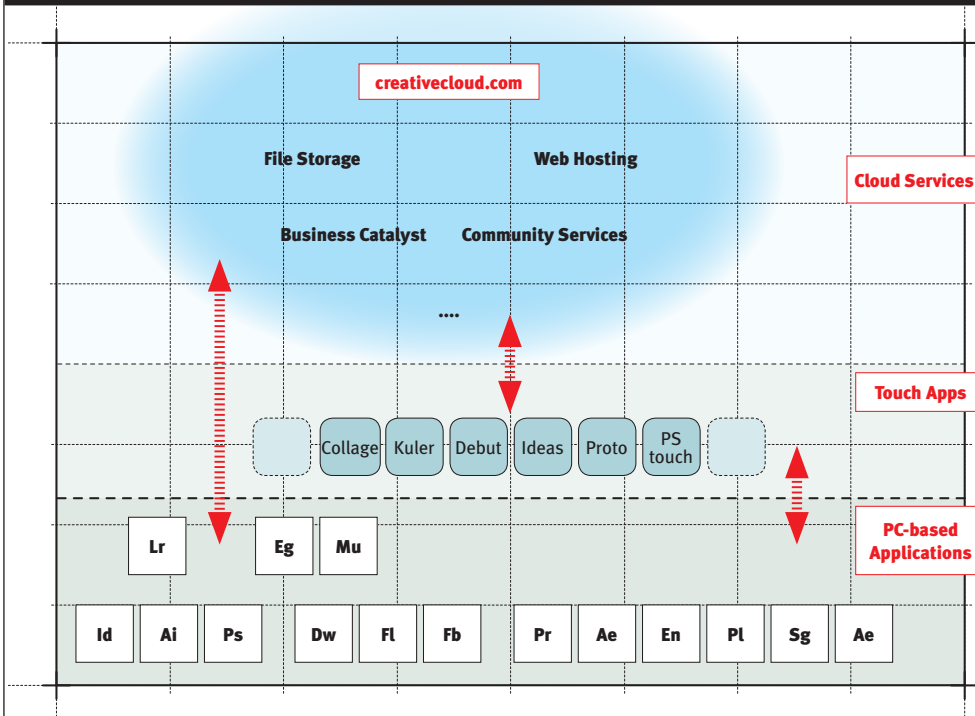 creativecloud.com
File Storage
Web Hosting
Cloud Services
Business Catalyst
Community Services
....
Touch Apps
Collage
Kuler
Debut
Ideas
Proto
PS
touch
PC-based
Applications
Lr
Eg
Mu
Id
Ai
Ps
Dw
Fl
Fb
Pr
Ae
En
Pl
Sg
Ae